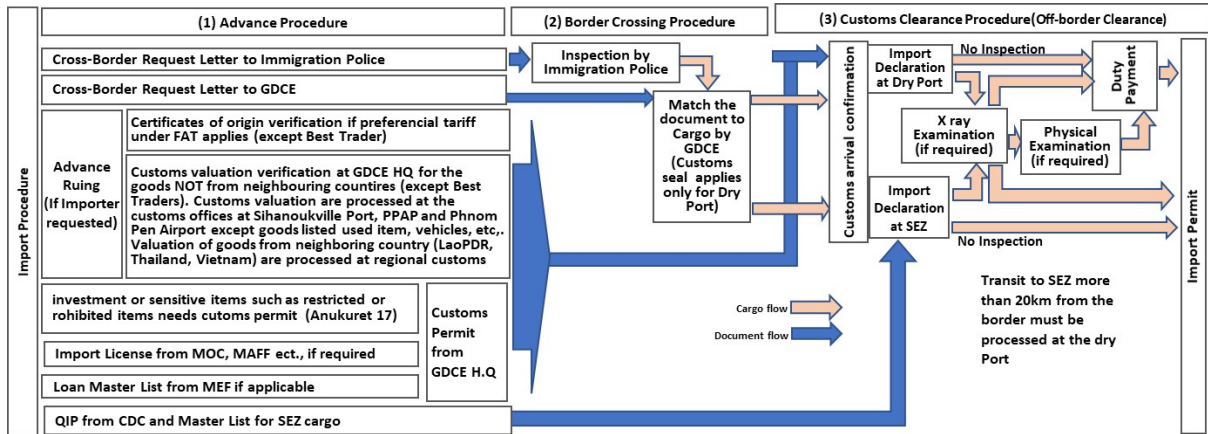 (1) Advance Procedure
(2) Border Crossing Procedure
(3) Customs Clearance Procedure(Off-border Clearance)
Import Procedure
Cross-Border Request Letter to Immigration Police
Cross-Border Request Letter to GDCE
Advance
Ruing
(If Importer
requested)
Certificates of origin verification if preferencial tariff
under FAT applies (except Best Trader)
Customs valuation verification at GDCE HQ for the
goods NOT from neighbouring countires (except Best
Traders). Customs valuation are processed at the
customs offices at Sihanoukville Port, PPAP and Phnom
Pen Airport except goods listed used item, vehicles, etc,.
Valuation of goods from neighboring country (LaoPDR,
Thailand, Vietnam) are processed at regional customs
investment or sensitive items such as restricted or
rohibited items needs cutoms permit (Anukuret 17)
Import License from MOC, MAFF ect., if required
Loan Master List from MEF if applicable
Customs
Permit
from
GDCE H.Q
QIP from CDC and Master List for SEZ cargo
Inspection by
Immigration Police
Match the
document to
Cargo by
GDCE
(Customs
seal applies
only for Dry
Port)
Customs arrival confirmation
Import
Declaration
at Dry Port
No Inspection
X ray
Examination
(if required)
Physical
Examination
(if required)
Duty
Payment
Import
Declaration
at SEZ
No Inspection
Cargo flow
Document flow
Transit to SEZ more
than 20km from the
border must be
processed at the dry
Port
Import Permit